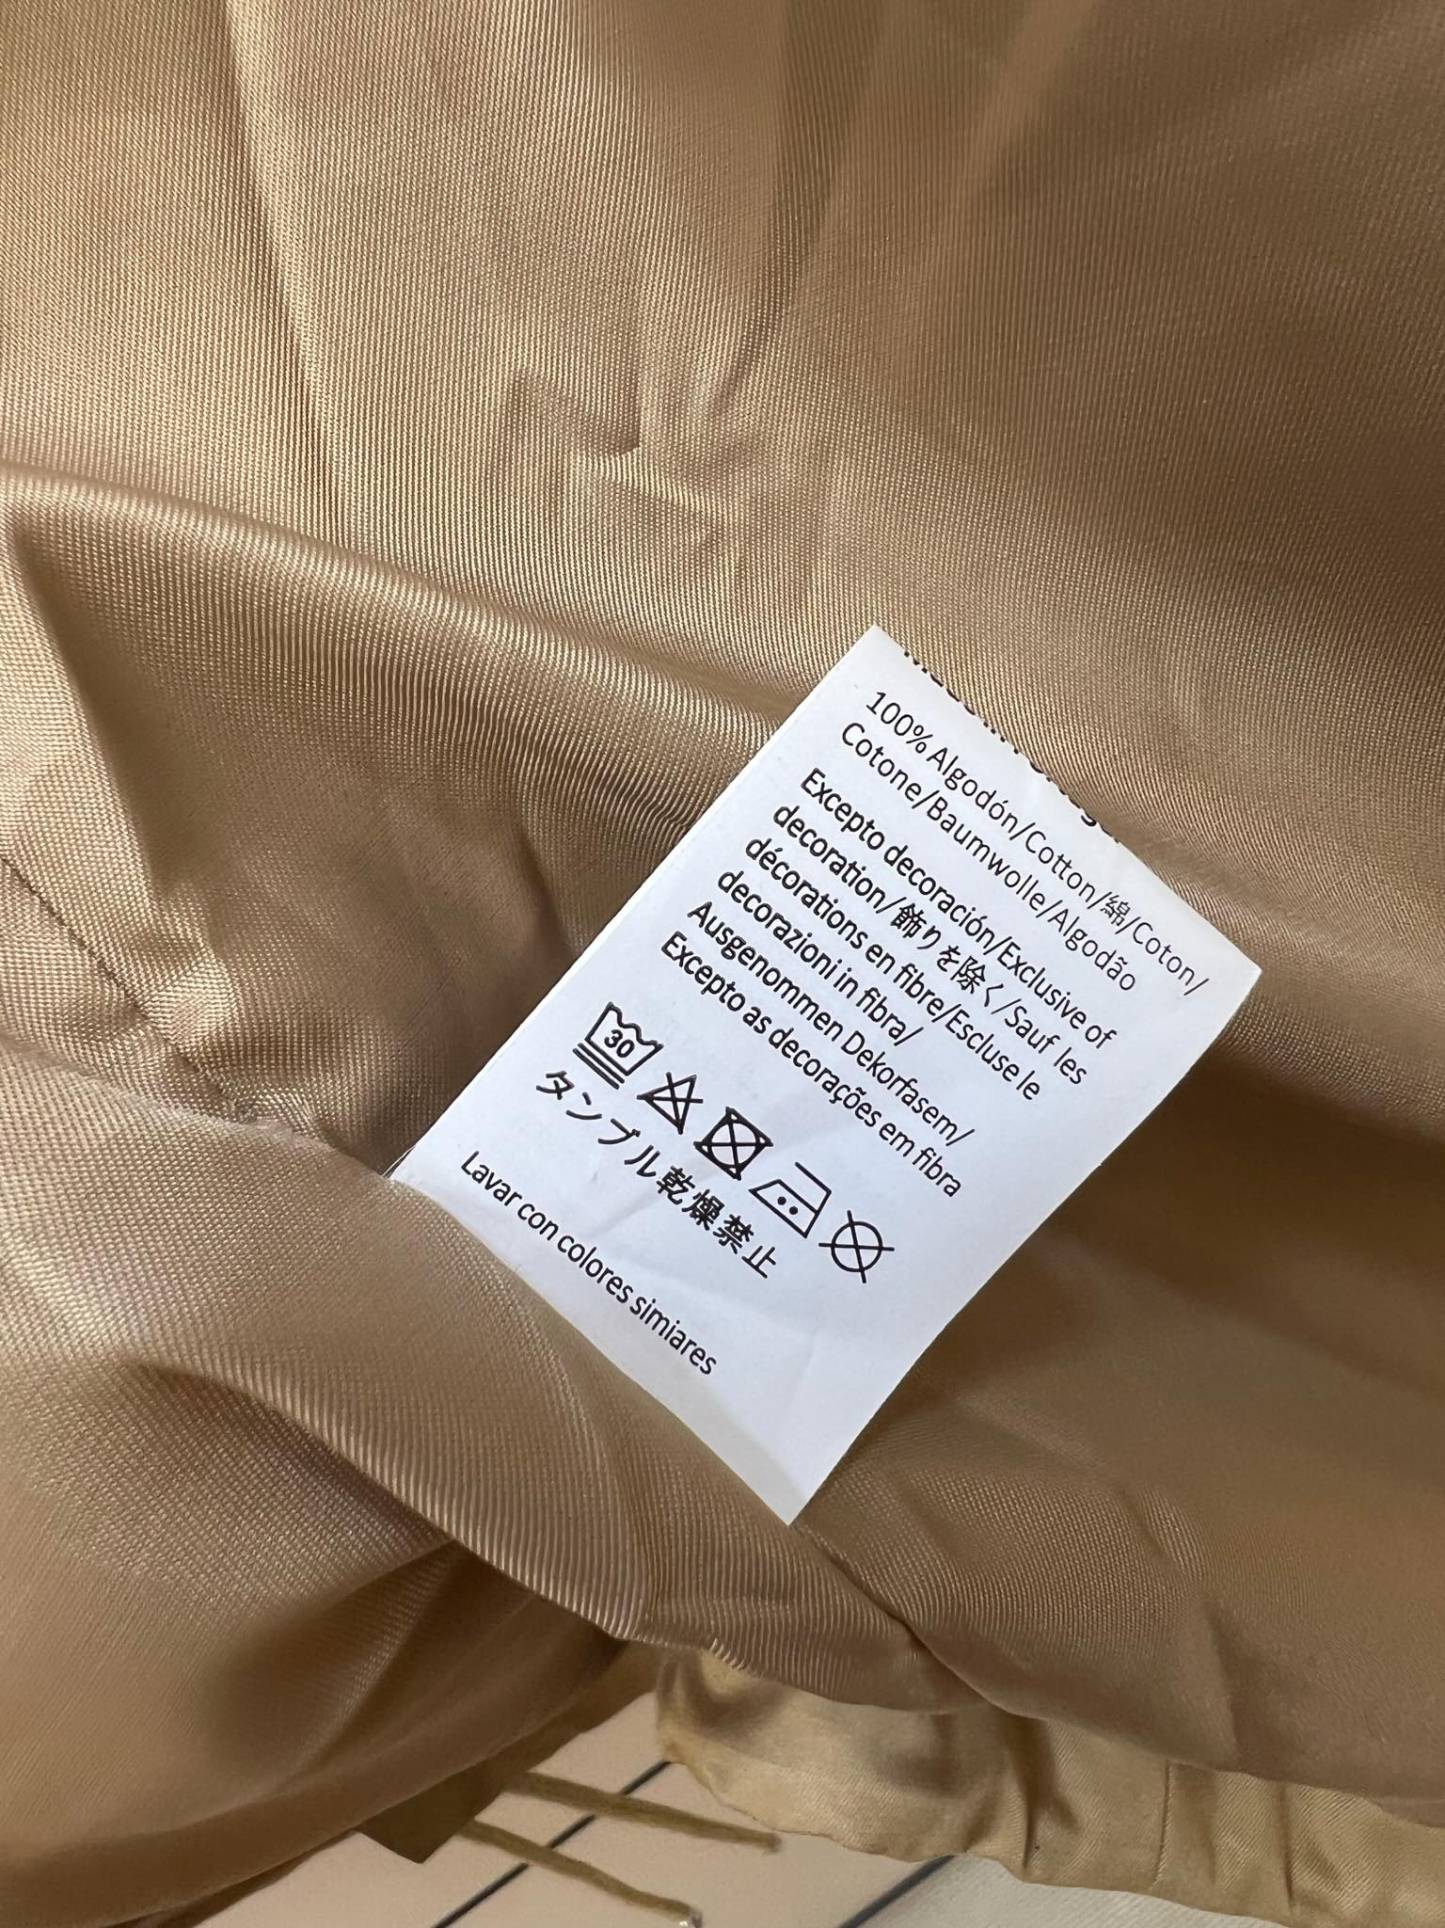 100% Algodón/Cotton/綿/Coton/
Cotone/Baumwolle/Algodão
Excepto decoración/Exclusive of
decoration/飾りを除く/Sauf les
décorations en fibre/Escluse le
decorazioni in fibra/
Ausgenommen Dekorfasern/
Excepto as decorações em fibra
30
タンブル乾燥禁止
Lavar con colores simiares